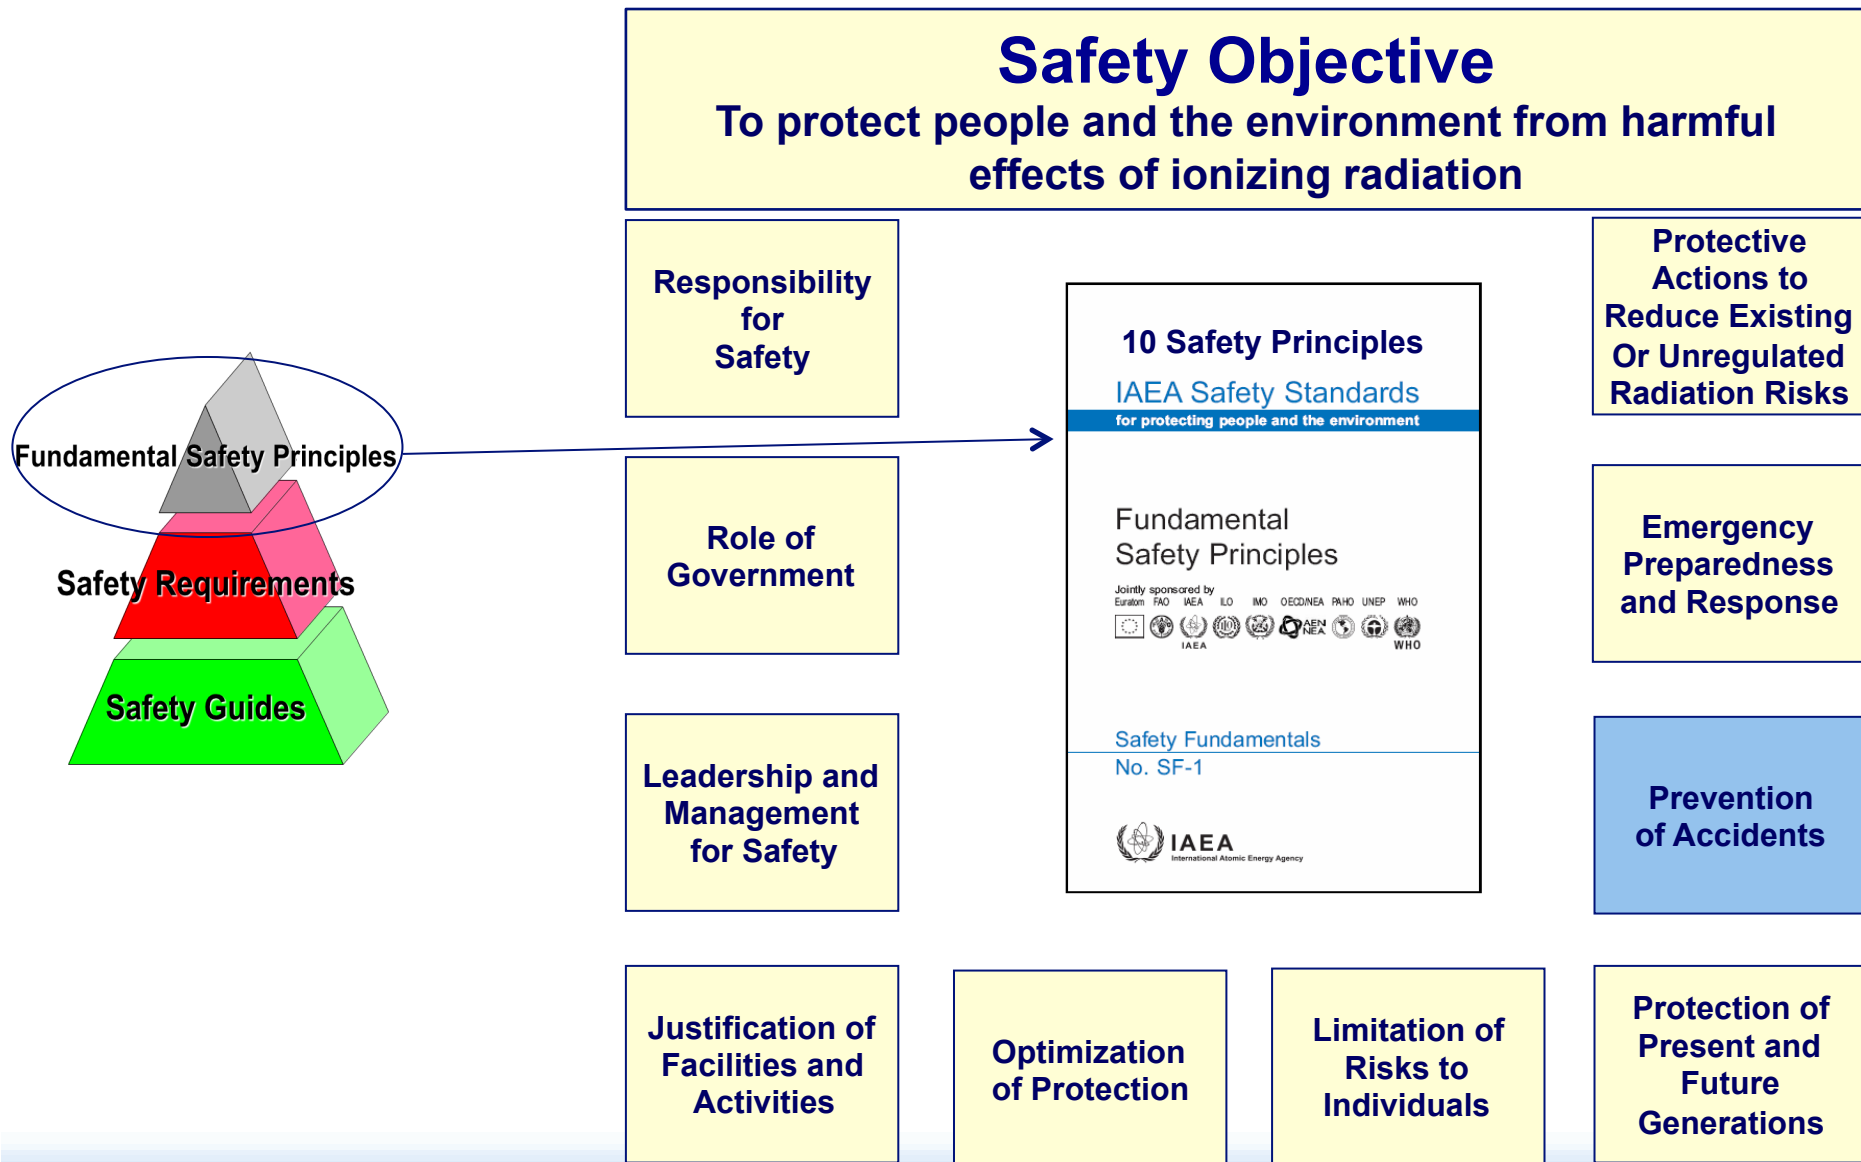 Safety Objective
To protect people and the environment from harmful
effects of ionizing radiation
Fundamental Safety Principles
Safety Requirements
Safety Guides
Responsibility
for
Safety
Role of
Government
Leadership and
Management
for Safety
Justification of
Facilities and
Activities
Optimization
of Protection
Limitation of
Risks to
Individuals
Protection of
Present and
Future
Generations
Prevention
of Accidents
Emergency
Preparedness
and Response
Protective
Actions to
Reduce Existing
Or Unregulated
Radiation Risks
10 Safety Principles
IAEA Safety Standards
for protecting people and the environment
Fundamental
Safety Principles
Jointly sponsored by
Euratom FAO IAEA ILO IMO OECD/NEA PAHO UNEP WHO
AEN
NEA
IAEA
WHO
Safety Fundamentals
No. SF-1
IAEA
International Atomic Energy Agency